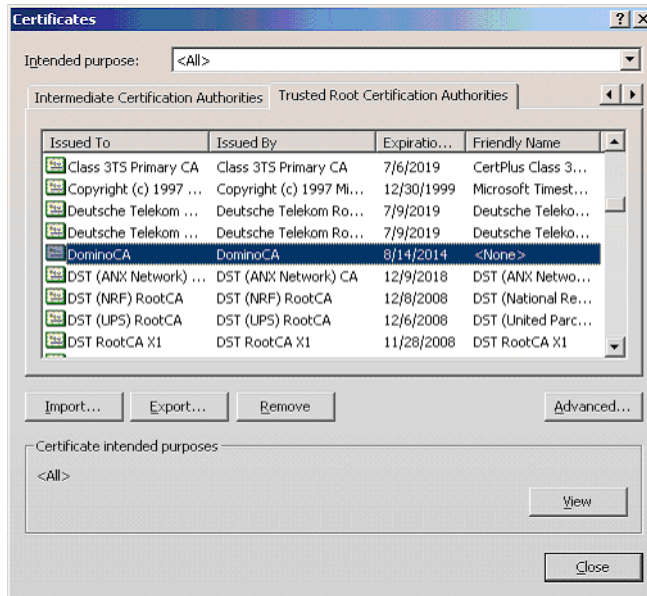 Certificates
Intended purpose: <All>
Intermediate Certification Authorities Trusted Root Certification Authorities
Issued To Issued By Expiratio... Friendly Name
Class 3TS Primary CA Class 3TS Primary CA 7/6/2019 CertPlus Class 3...
Copyright (c) 1997 ... Copyright (c) 1997 Mi... 12/30/1999 Microsoft Timest...
Deutsche Telekom ... Deutsche Telekom Ro... 7/9/2019 Deutsche Teleko...
Deutsche Telekom ... Deutsche Telekom Ro... 7/9/2019 Deutsche Teleko...
DominoCA DominoCA 8/14/2014 <None>
DST (ANX Network) ... DST (ANX Network) CA 12/9/2018 DST (ANX Netwo...
DST (NRF) RootCA DST (NRF) RootCA 12/8/2008 DST (National Re...
DST (UPS) RootCA DST (UPS) RootCA 12/6/2008 DST (United Parc...
DST RootCA X1 DST RootCA X1 11/28/2008 DST RootCA X1
Import... Export... Remove Advanced...
Certificate intended purposes
<All>
View
Close